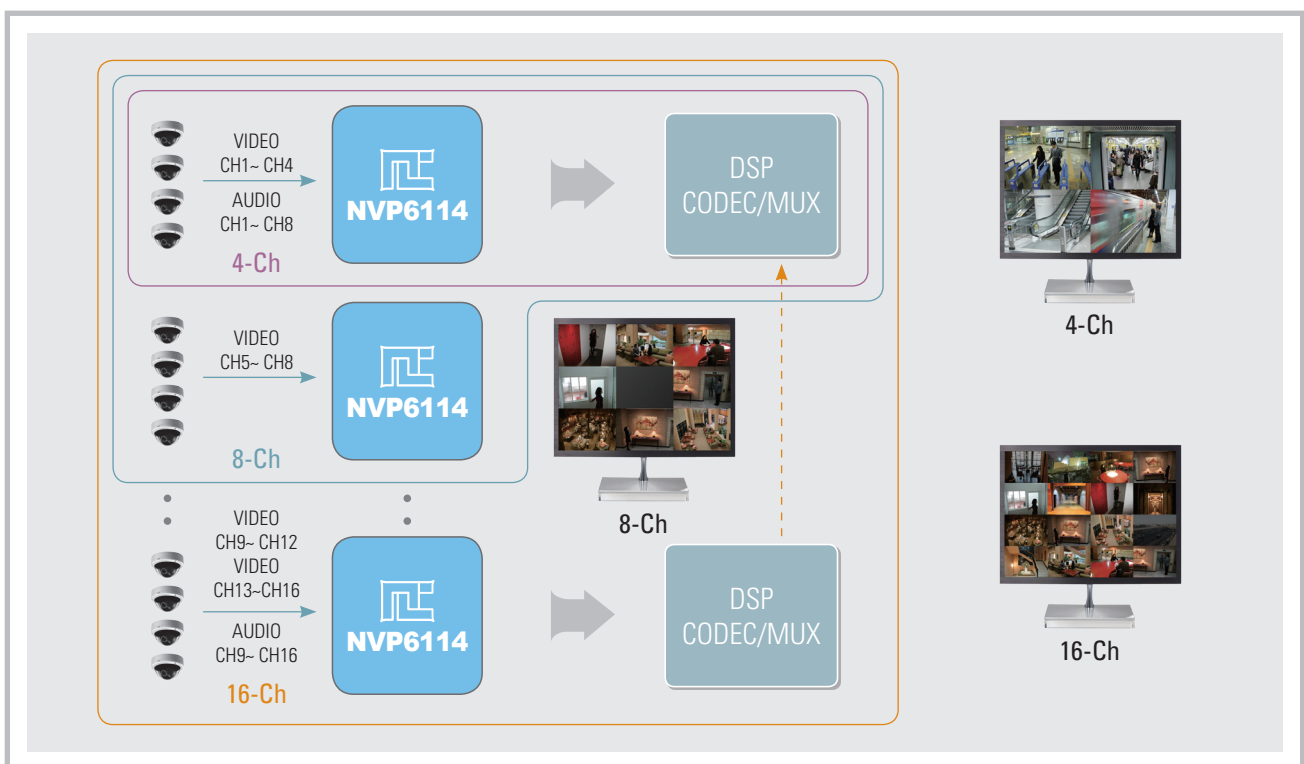 VIDEO
CH1~ CH4
AUDIO
CH1~ CH8
4-Ch
NVP6114
DSP
CODEC/MUX
4-Ch
VIDEO
CH5~ CH8
8-Ch
NVP6114
8-Ch
VIDEO
CH9~ CH12
VIDEO
CH13~CH16
AUDIO
CH9~ CH16
16-Ch
NVP6114
DSP
CODEC/MUX
16-Ch